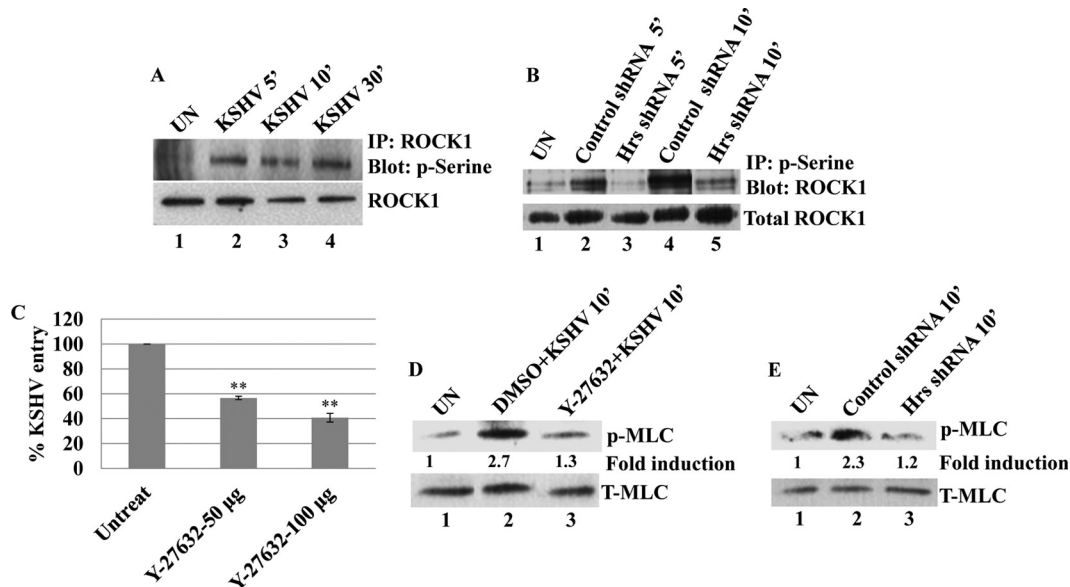 A
UN
KSHV 5'
KSHV 10'
KSHV 30'
IP: ROCK1
Blot: p-Serine
ROCK1
1 2 3 4
B
UN
Control shRNA 5'
Hrs shRNA 5'
Control shRNA 10'
Hrs shRNA 10'
IP: p-Serine
Blot: ROCK1
Total ROCK1
1 2 3 4 5
C
% KSHV entry
120
100
80
60
40
20
0
**
**
Untreat
Y-27632-50 µg
Y-27632-100 µg
D
UN
DMSO+KSHV 10'
Y-27632+KSHV 10'
p-MLC
1 2.7 1.3 Fold induction
T-MLC
1 2 3
E
UN
Control shRNA 10'
Hrs shRNA 10'
p-MLC
1 2.3 1.2 Fold induction
T-MLC
1 2 3